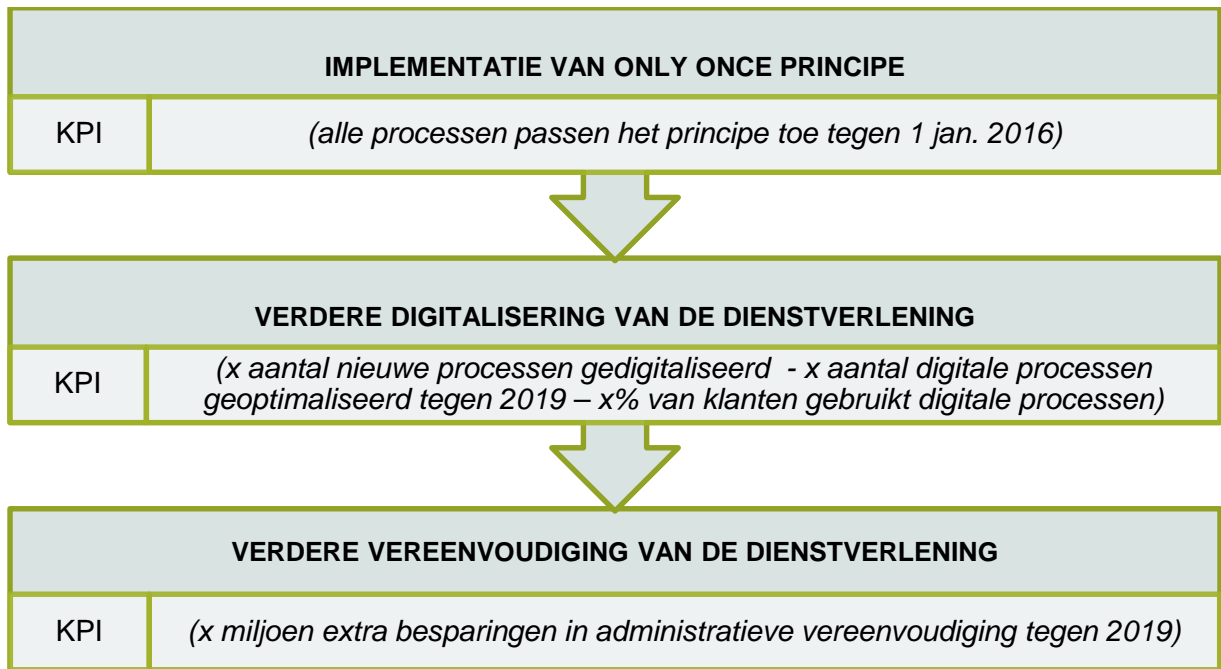 IMPLEMENTATIE VAN ONLY ONCE PRINCIPE
KPI
(alle processen passen het principe toe tegen 1 jan. 2016)
VERDERE DIGITALISERING VAN DE DIENSTVERLENING
KPI
(x aantal nieuwe processen gedigitaliseerd - x aantal digitale processen
geoptimaliseerd tegen 2019 – x% van klanten gebruikt digitale processen)
VERDERE VEREENVOUDIGING VAN DE DIENSTVERLENING
KPI
(x miljoen extra besparingen in administratieve vereenvoudiging tegen 2019)